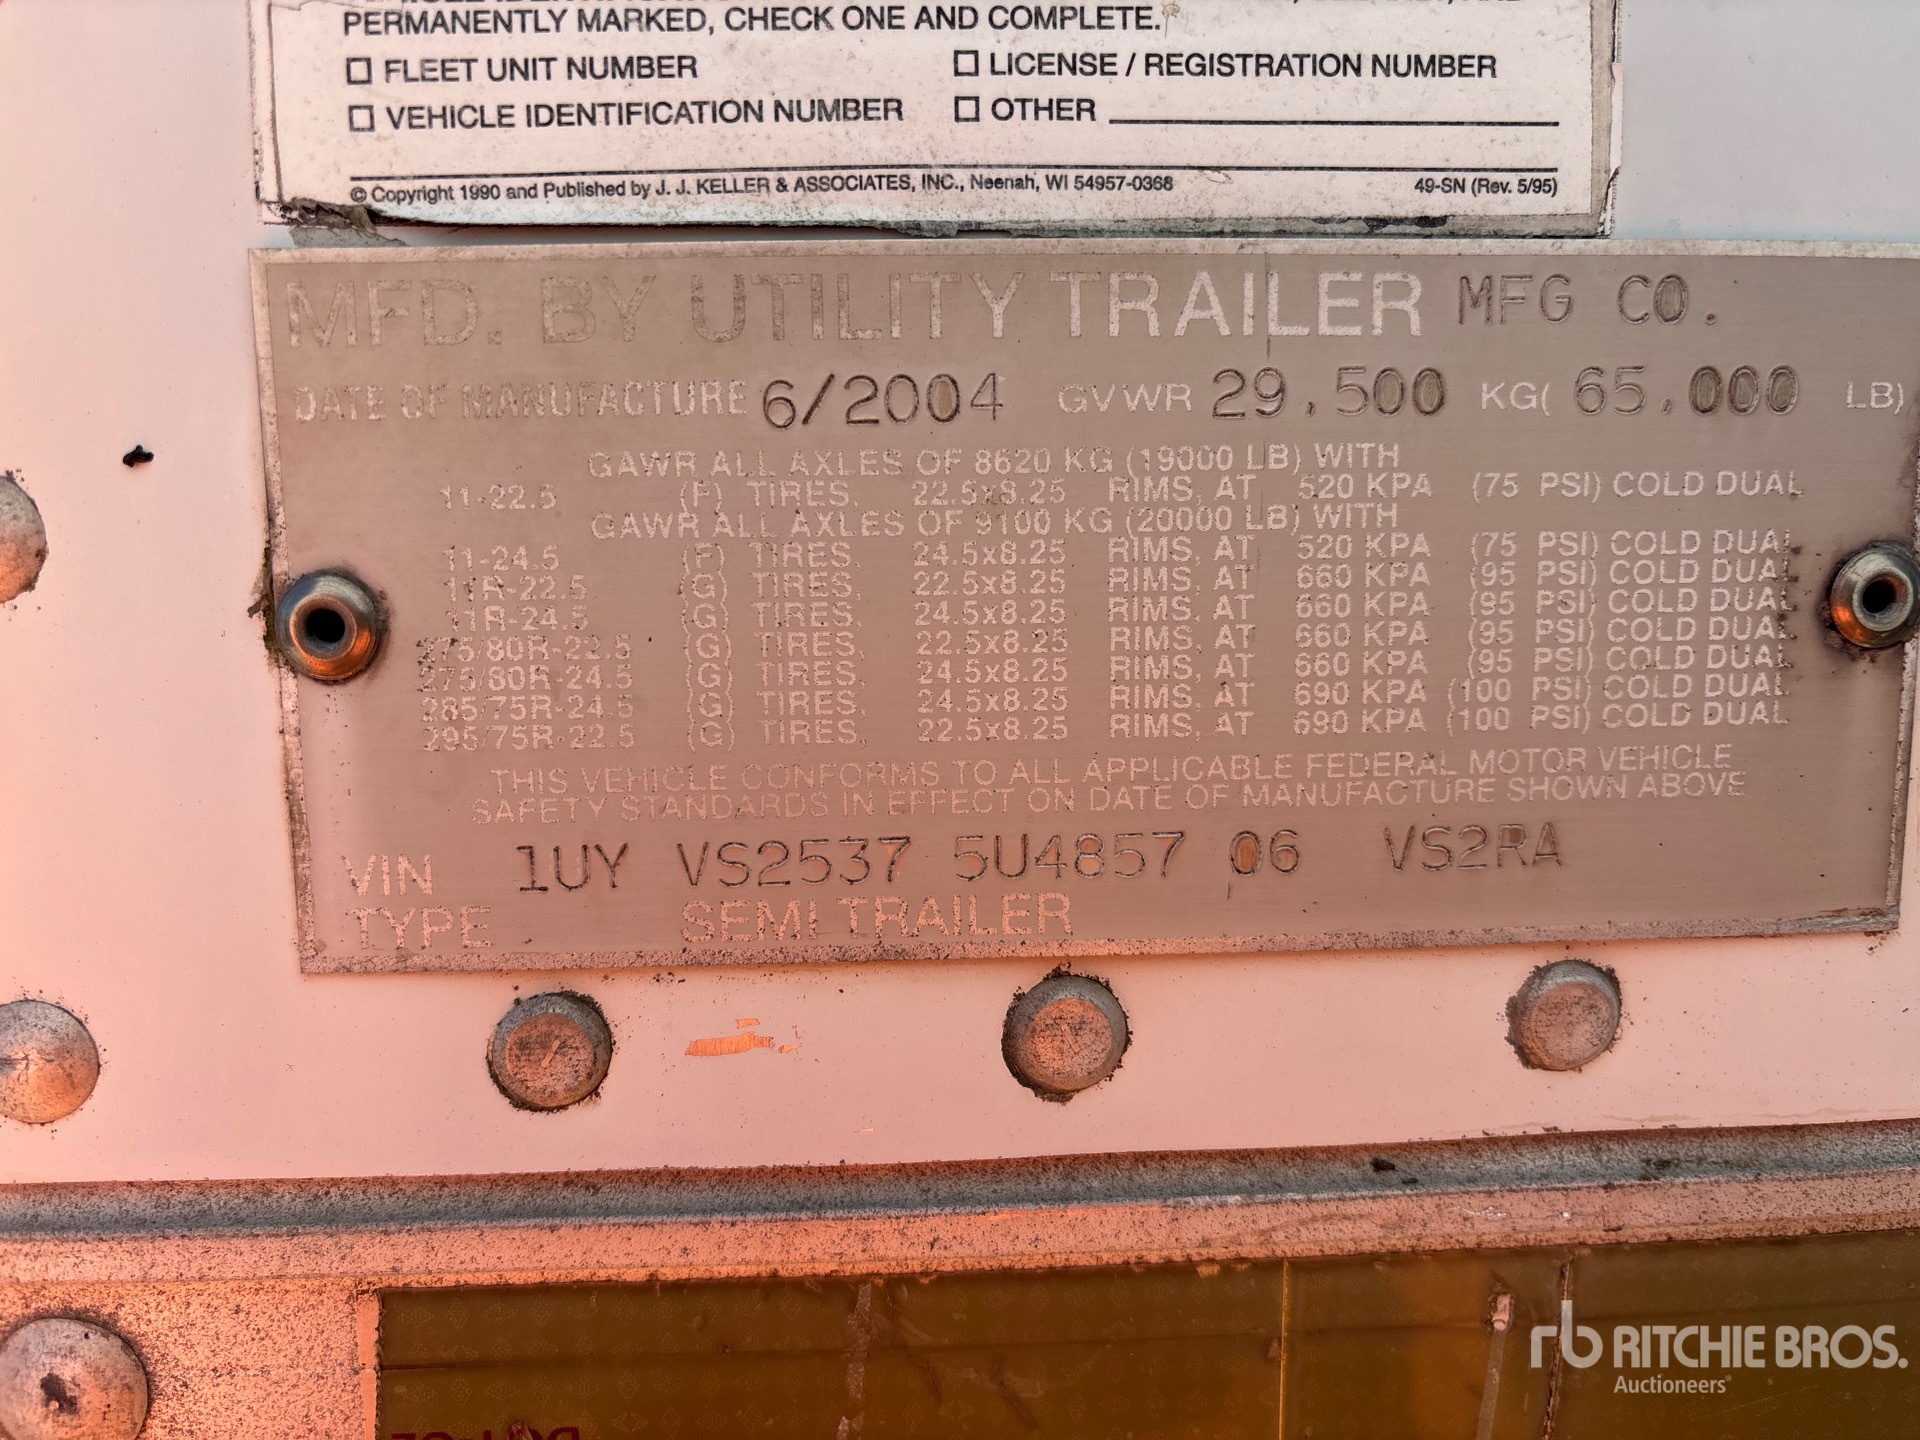 PERMANENTLY MARKED, CHECK ONE AND COMPLETE.
☐ FLEET UNIT NUMBER ☐ LICENSE / REGISTRATION NUMBER
☐ VEHICLE IDENTIFICATION NUMBER ☐ OTHER
© Copyright 1990 and Published by J. J. KELLER & ASSOCIATES, INC., Neenah, WI 54957-0368 49-SN (Rev. 5/95)
MFD. BY UTILITY TRAILER MFG CO.
DATE OF MANUFACTURE 6/2004 GVWR 29,500 KG( 65,000 LB)
GAWR ALL AXLES OF 8620 KG (19000 LB) WITH
11-22.5 (F) TIRES, 22.5x8.25 RIMS, AT 520 KPA (75 PSI) COLD DUAL
GAWR ALL AXLES OF 9100 KG (20000 LB) WITH
11-24.5 (F) TIRES, 24.5x8.25 RIMS, AT 520 KPA (75 PSI) COLD DUAL
11R-22.5 (G) TIRES, 22.5x8.25 RIMS, AT 660 KPA (95 PSI) COLD DUAL
11R-24.5 (G) TIRES, 24.5x8.25 RIMS, AT 660 KPA (95 PSI) COLD DUAL
275/80R-22.5 (G) TIRES, 22.5x8.25 RIMS, AT 660 KPA (95 PSI) COLD DUAL
275/80R-24.5 (G) TIRES, 24.5x8.25 RIMS, AT 660 KPA (95 PSI) COLD DUAL
285/75R-24.5 (G) TIRES, 24.5x8.25 RIMS, AT 690 KPA (100 PSI) COLD DUAL
295/75R-22.5 (G) TIRES, 22.5x8.25 RIMS, AT 690 KPA (100 PSI) COLD DUAL
THIS VEHICLE CONFORMS TO ALL APPLICABLE FEDERAL MOTOR VEHICLE
SAFETY STANDARDS IN EFFECT ON DATE OF MANUFACTURE SHOWN ABOVE
VIN 1UY VS2537 5U4857 06 VS2RA
TYPE SEMI TRAILER
rb RITCHIE BROS.
Auctioneers